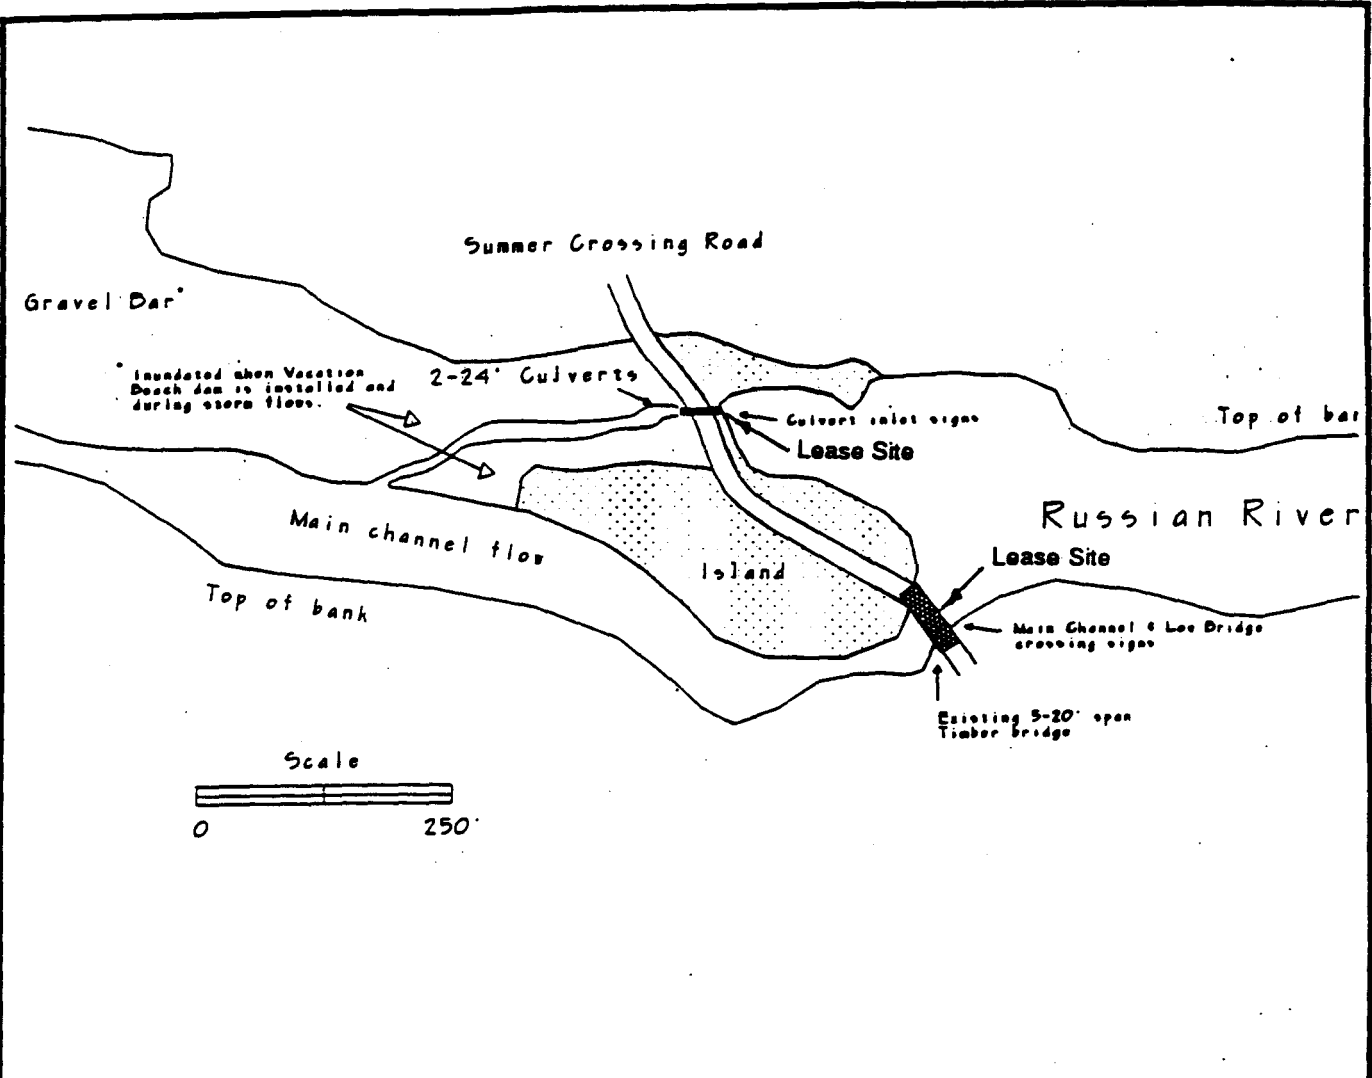 Summer Crossing Road
Gravel Bar*
* Inundated when Vacation
Beach dam is installed and
during storm flows.
2-24" Culverts
Culvert inlet signs
Lease Site
Top of ban
Russian River
Main channel flow
Lease Site
Island
Top of bank
Main Channel & Low Bridge
crossing signs
Existing 5-20' span
Timber bridge
Scale
0
250'